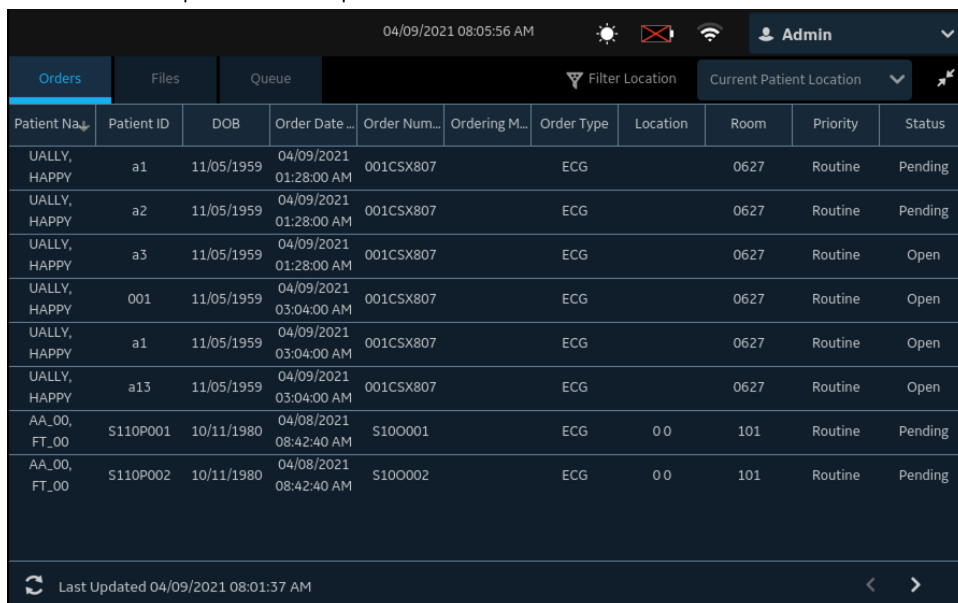 04/09/2021 08:05:56 AM Admin
Orders Files Queue Filter Location Current Patient Location
Patient Na Patient ID DOB Order Date ... Order Num... Ordering M... Order Type Location Room Priority Status
UALLY, HAPPY a1 11/05/1959 04/09/2021 01:28:00 AM 001CSX807 ECG 0627 Routine Pending
UALLY, HAPPY a2 11/05/1959 04/09/2021 01:28:00 AM 001CSX807 ECG 0627 Routine Pending
UALLY, HAPPY a3 11/05/1959 04/09/2021 01:28:00 AM 001CSX807 ECG 0627 Routine Open
UALLY, HAPPY 001 11/05/1959 04/09/2021 03:04:00 AM 001CSX807 ECG 0627 Routine Open
UALLY, HAPPY a1 11/05/1959 04/09/2021 03:04:00 AM 001CSX807 ECG 0627 Routine Open
UALLY, HAPPY a13 11/05/1959 04/09/2021 03:04:00 AM 001CSX807 ECG 0627 Routine Open
AA_00, FT_00 S110P001 10/11/1980 04/08/2021 08:42:40 AM S10O001 ECG 0 0 101 Routine Pending
AA_00, FT_00 S110P002 10/11/1980 04/08/2021 08:42:40 AM S10O002 ECG 0 0 101 Routine Pending
Last Updated 04/09/2021 08:01:37 AM